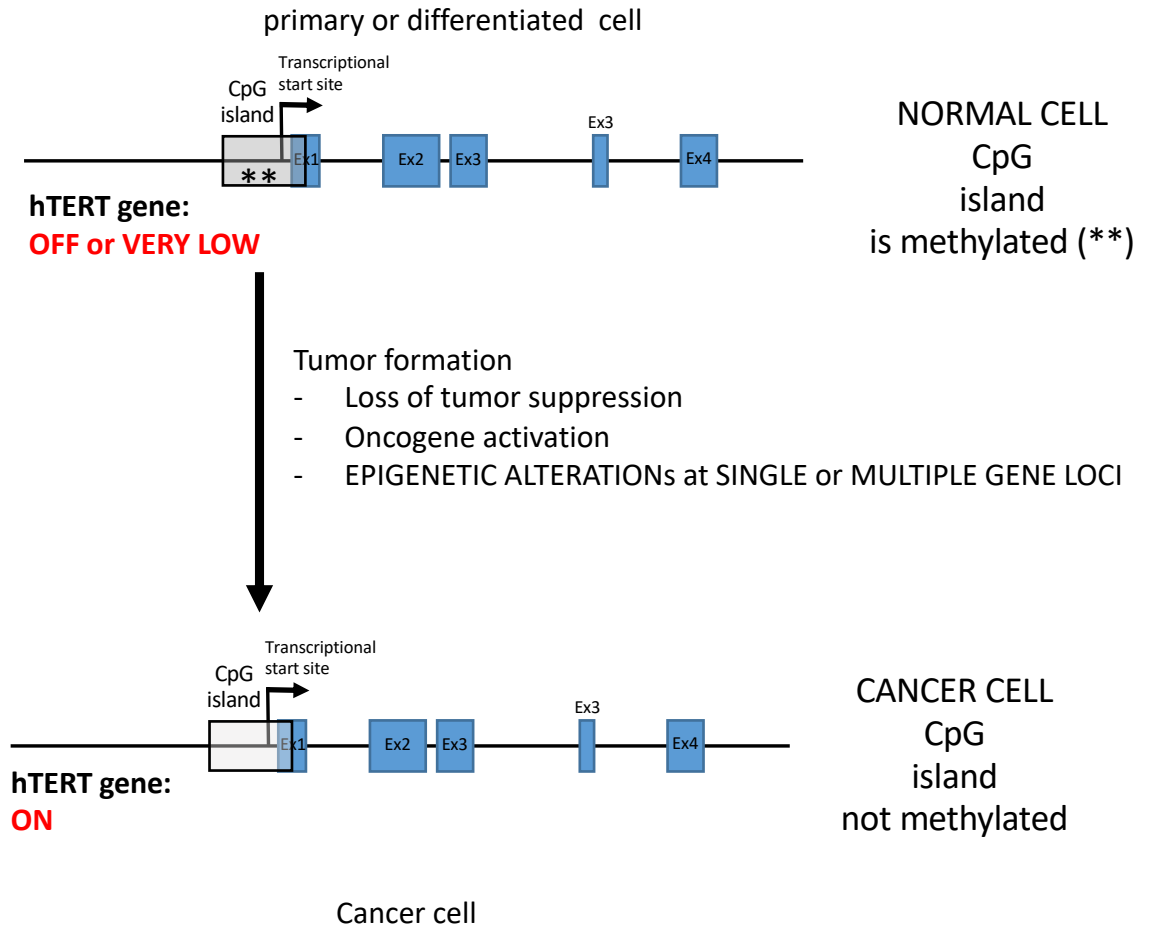 primary or differentiated cell
Transcriptional
start site
CpG
island
Ex1
Ex2
Ex3
Ex3
Ex4
**
hTERT gene:
OFF or VERY LOW
NORMAL CELL
CpG
island
is methylated (**)
Tumor formation
- Loss of tumor suppression
- Oncogene activation
- EPIGENETIC ALTERATIONs at SINGLE or MULTIPLE GENE LOCI
Transcriptional
start site
CpG
island
Ex1
Ex2
Ex3
Ex3
Ex4
hTERT gene:
ON
CANCER CELL
CpG
island
not methylated
Cancer cell